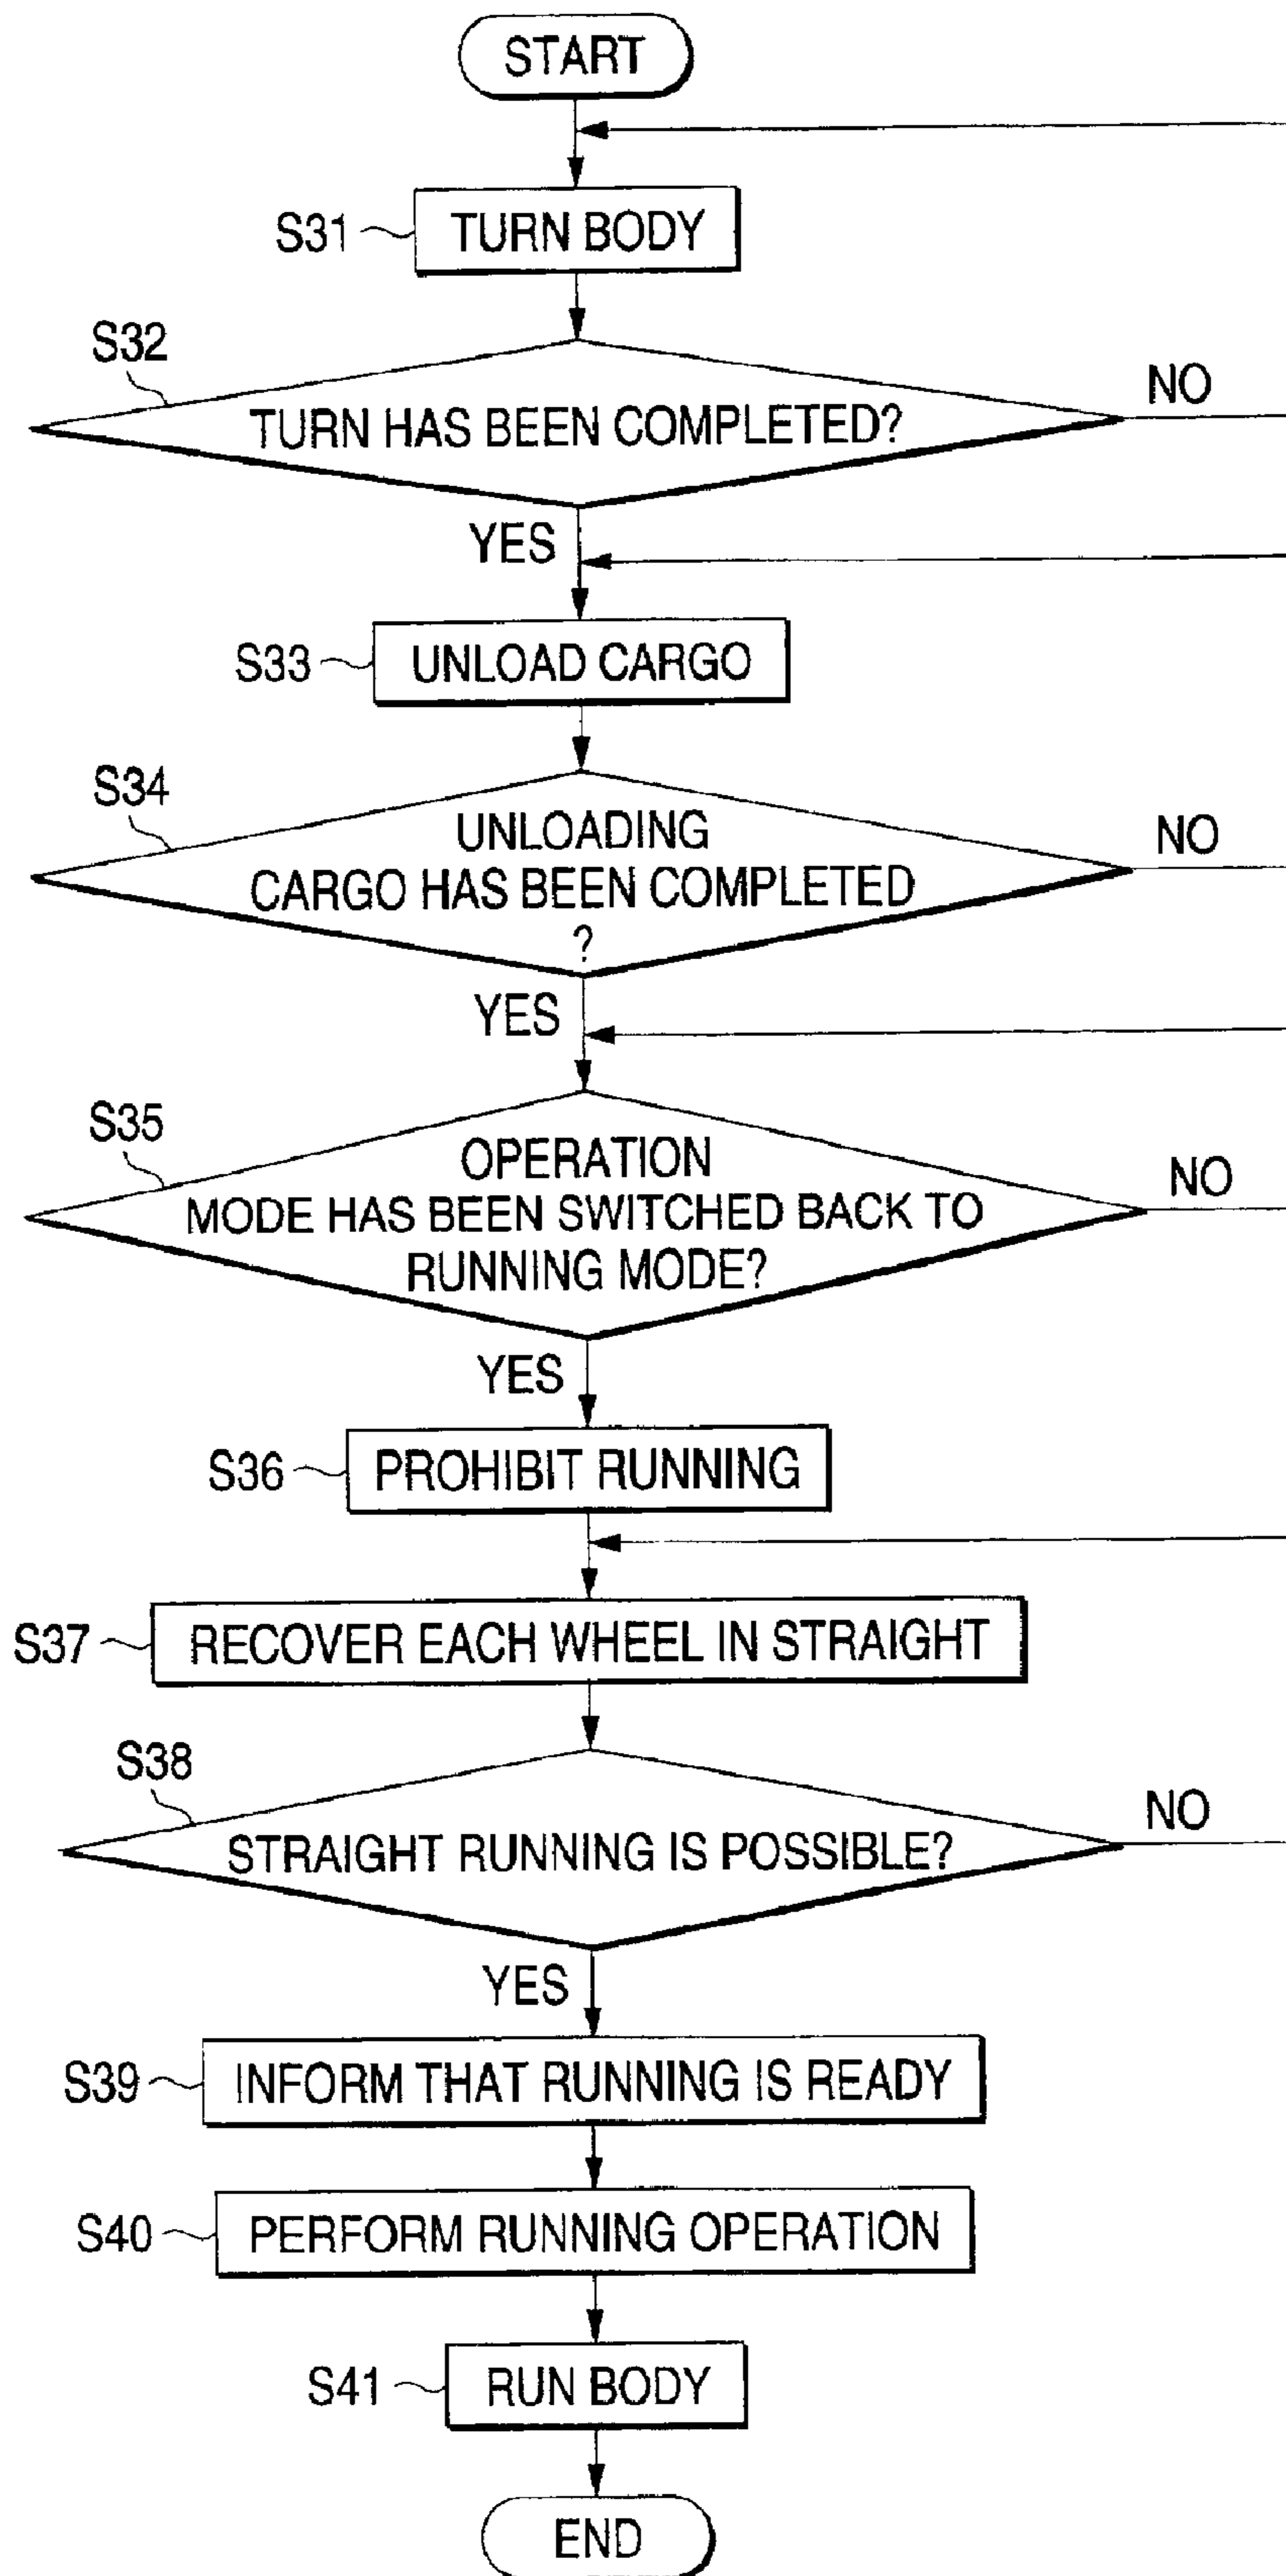 START
S31
TURN BODY
S32
NO
TURN HAS BEEN COMPLETED?
YES
S33
UNLOAD CARGO
S34
UNLOADING
NO
CARGO HAS BEEN COMPLETED
?
YES
S35
OPERATION
NO
MODE HAS BEEN SWITCHED BACK TO
RUNNING MODE?
YES
S36
PROHIBIT RUNNING
S37
RECOVER EACH WHEEL IN STRAIGHT
S38
NO
STRAIGHT RUNNING IS POSSIBLE?
YES
S39
INFORM THAT RUNNING IS READY
S40
PERFORM RUNNING OPERATION
S41
RUN BODY
END